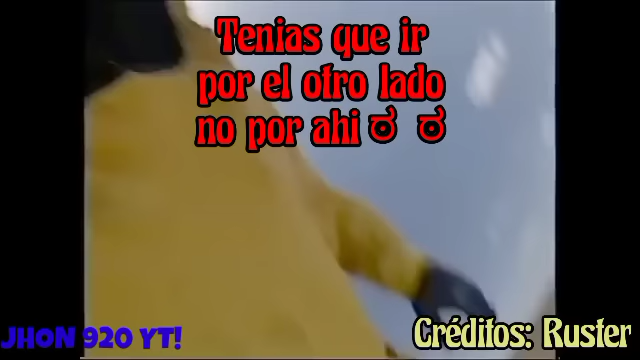 Tenias que ir
por el otro lado
no por ahi ಠ ಠ
JHON 920 YT!
Créditos: Ruster